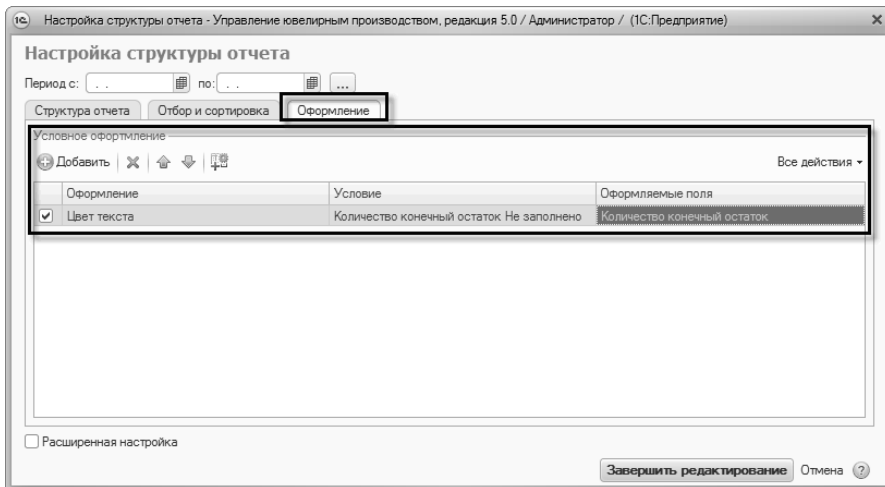 1С Настройка структуры отчета - Управление ювелирным производством, редакция 5.0 / Администратор / (1С:Предприятие)
Настройка структуры отчета
Период с: . . по: . . ...
Структура отчета Отбор и сортировка Оформление
Условное офортмление
Добавить Все действия
Оформление Условие Оформляемые поля
Цвет текста Количество конечный остаток Не заполнено Количество конечный остаток
Расширенная настройка
Завершить редактирование Отмена ?